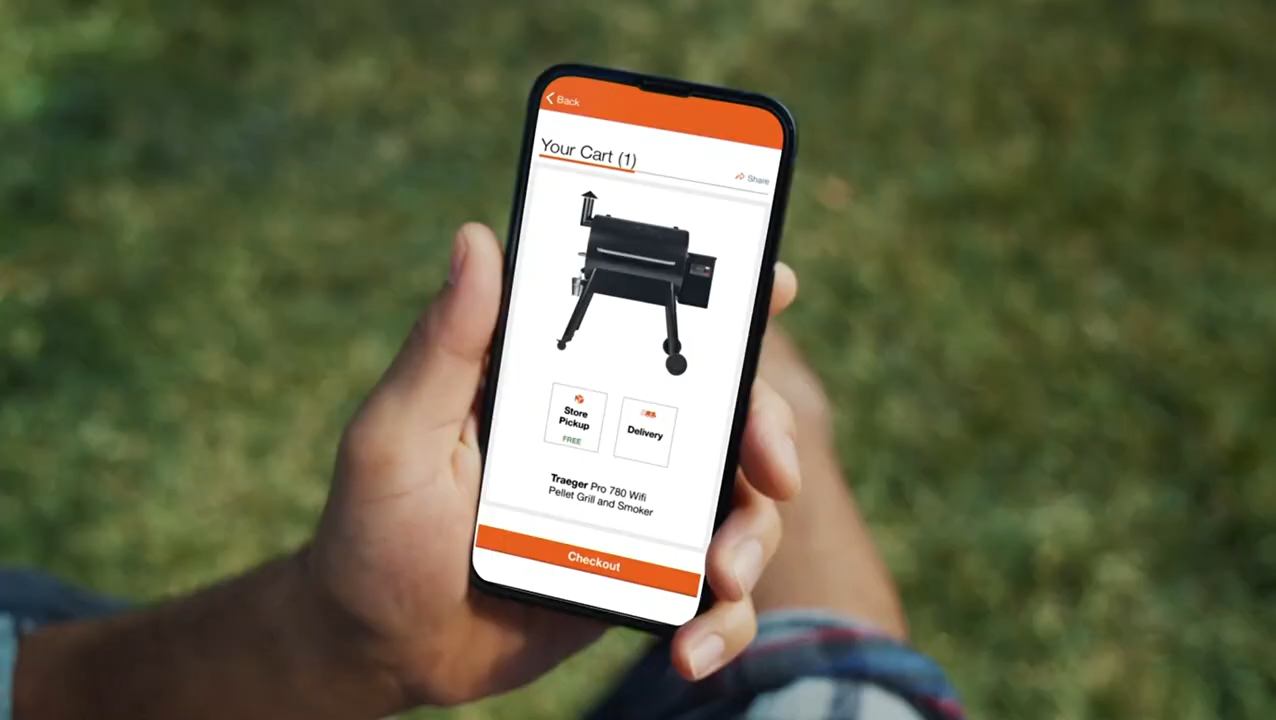 Back
Your Cart (1)
Share
Store
Pickup
FREE
Delivery
Traeger Pro 780 Wifi
Pellet Grill and Smoker
Checkout